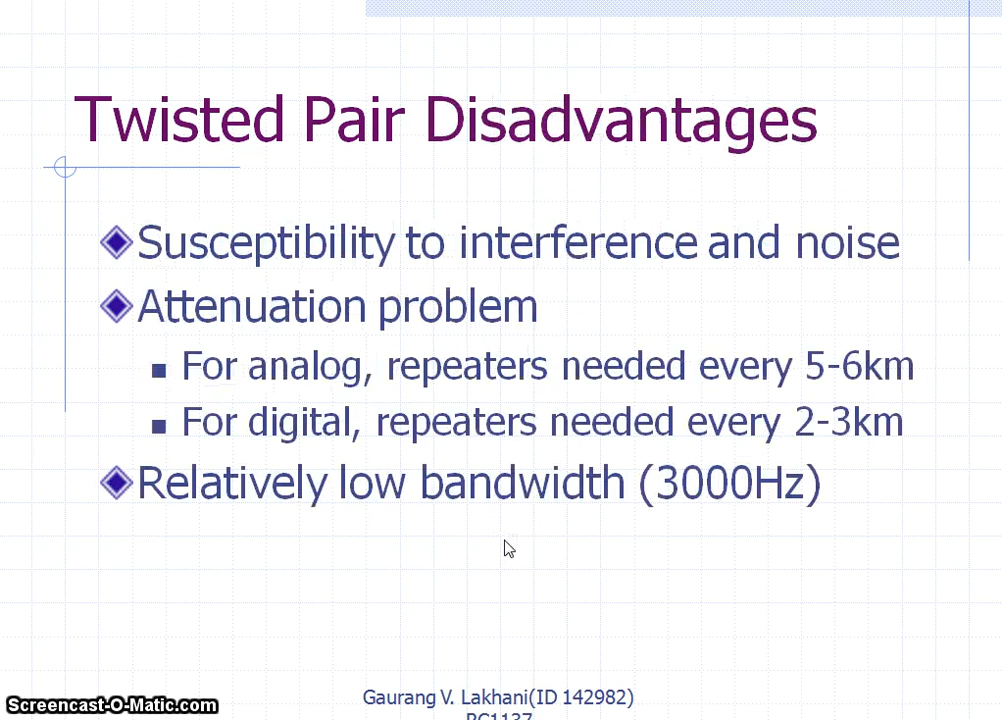 Twisted Pair Disadvantages
Susceptibility to interference and noise
Attenuation problem
For analog, repeaters needed every 5-6km
For digital, repeaters needed every 2-3km
Relatively low bandwidth (3000Hz)
Gaurang V. Lakhani(ID 142982)
Screencast-O-Matic.com